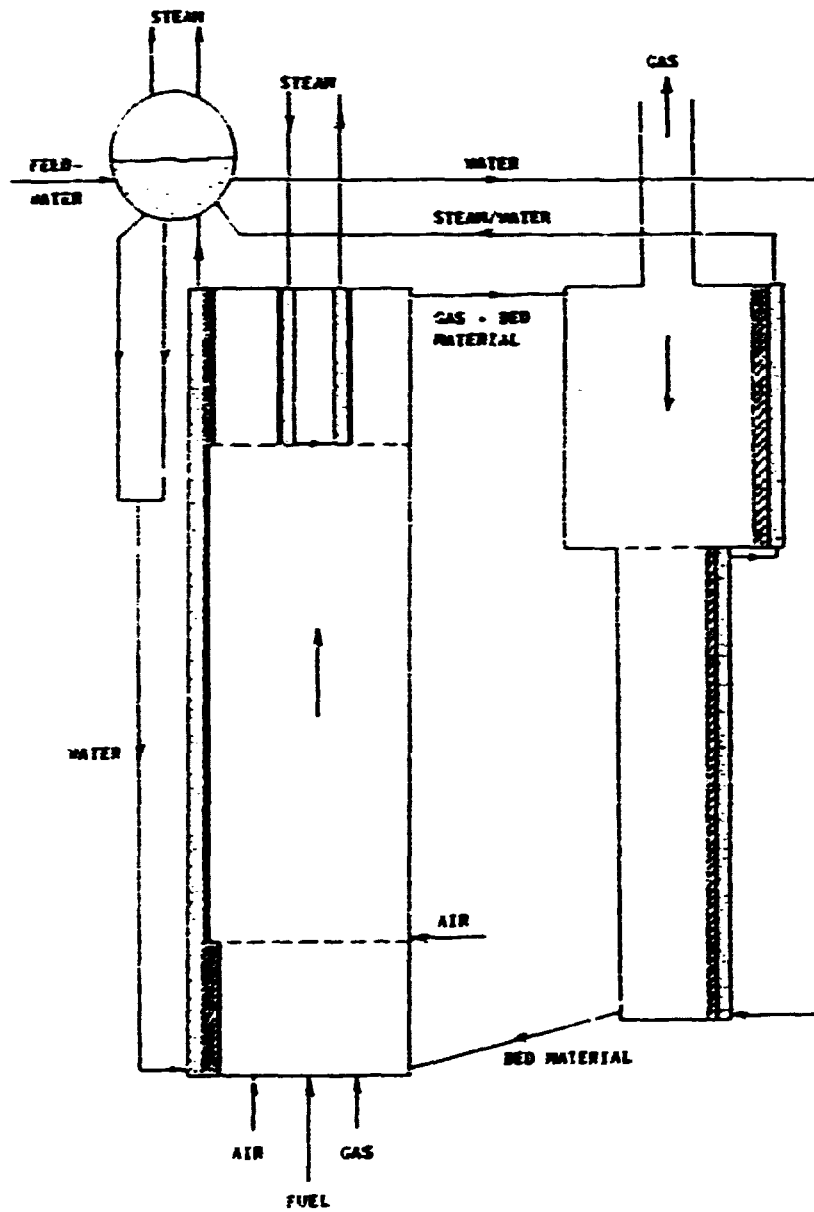 STEAM
GAS
STEAM
FEED-
WATER
WATER
STEAM/WATER
GAS - BED
MATERIAL
WATER
AIR
BED MATERIAL
AIR
GAS
FUEL